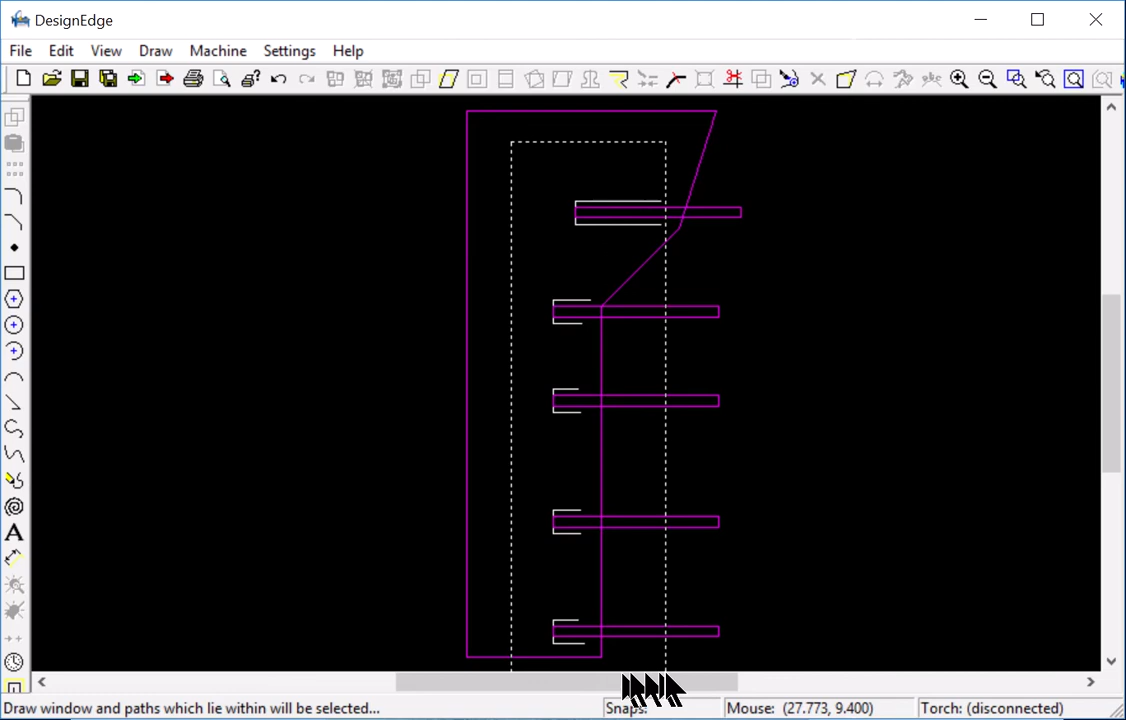 DesignEdge
File Edit View Draw Machine Settings Help
abc
A
Draw window and paths which lie within will be selected... Snaps: Mouse: (27.773, 9.400) Torch: (disconnected)